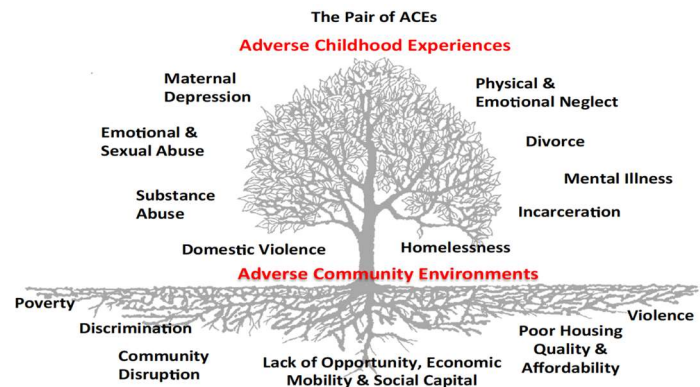 The Pair of ACEs
Adverse Childhood Experiences
Maternal
Depression
Physical &
Emotional Neglect
Emotional &
Sexual Abuse
Divorce
Mental Illness
Substance
Abuse
Incarceration
Domestic Violence
Homelessness
Adverse Community Environments
Poverty
Discrimination
Community
Disruption
Lack of Opportunity, Economic
Mobility & Social Capital
Poor Housing
Quality &
Affordability
Violence